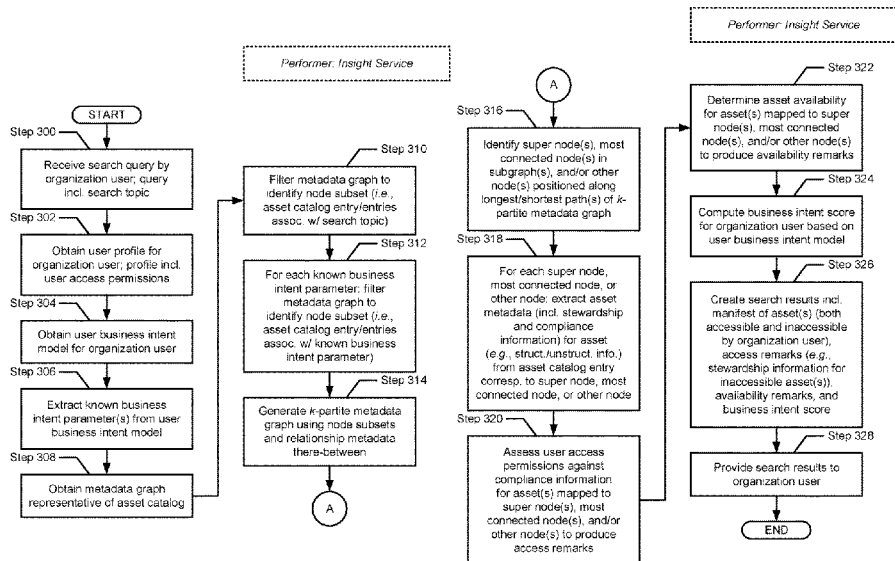 Performer: Insight Service
START
Step 300
Receive search query by
organization user; query
incl. search topic
Step 302
Obtain user profile for
organization user; profile incl.
user access permissions
Step 304
Obtain user business intent
model for organization user
Step 306
Extract known business
intent parameter(s) from user
business intent model
Step 308
Obtain metadata graph
representative of asset catalog
Step 310
Filter metadata graph to
identify node subset (i.e.,
asset catalog entry/entries
assoc. w/ search topic)
Step 312
For each known business
intent parameter: filter
metadata graph to
identify node subset (i.e.,
asset catalog entry/entries
assoc. w/ known business
intent parameter)
Step 314
Generate k-partite metadata
graph using node subsets
and relationship metadata
there-between
A
Performer: Insight Service
A
Step 316
Identify super node(s), most
connected node(s) in
subgraph(s), and/or other
node(s) positioned along
longest/shortest path(s) of k-
partite metadata graph
Step 318
For each super node,
most connected node, or
other node: extract asset
metadata (incl. stewardship
and compliance
information) for asset
(e.g., struct./unstruct. info.)
from asset catalog entry
corresp. to super node, most
connected node, or other node
Step 320
Assess user access
permissions against
compliance information
for asset(s) mapped to
super node(s), most
connected node(s), and/or
other node(s) to produce
access remarks
Step 322
Determine asset availability
for asset(s) mapped to super
node(s), most connected
node(s), and/or other node(s)
to produce availability remarks
Step 324
Compute business intent score
for organization user based on
user business intent model
Step 326
Create search results incl.
manifest of asset(s) (both
accessible and inaccessible
by organization user),
access remarks (e.g.,
stewardship information for
inaccessible asset(s)),
availability remarks, and
business intent score
Step 328
Provide search results to
organization user
END